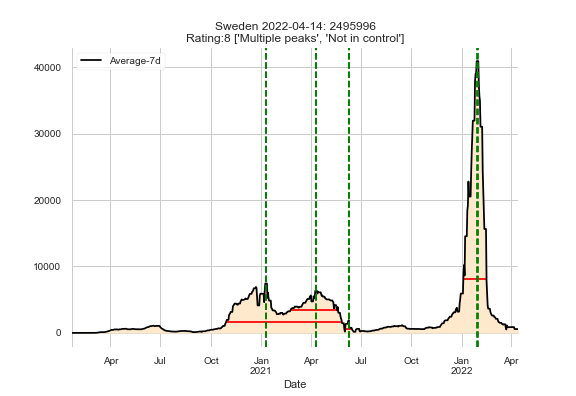 Sweden 2022-04-14: 2495996
Rating:8 ['Multiple peaks', 'Not in control']
Average-7d
40000
30000
20000
10000
0
Apr Jul Oct Jan Apr Jul Oct Jan Apr
2021 2022
Date